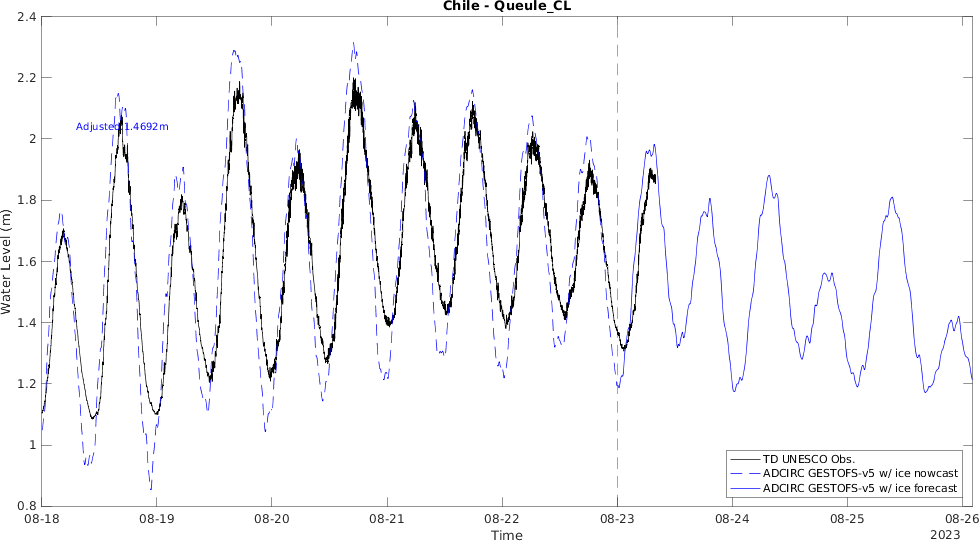 Chile - Queule_CL
2.4
2.2
2
1.8
1.6
1.4
1.2
1
0.8
Water Level (m)
Adjusted 1.4692m
TD UNESCO Obs.
ADCIRC GESTOFS-v5 w/ ice nowcast
ADCIRC GESTOFS-v5 w/ ice forecast
08-18 08-19 08-20 08-21 08-22 08-23 08-24 08-25 08-26
Time
2023